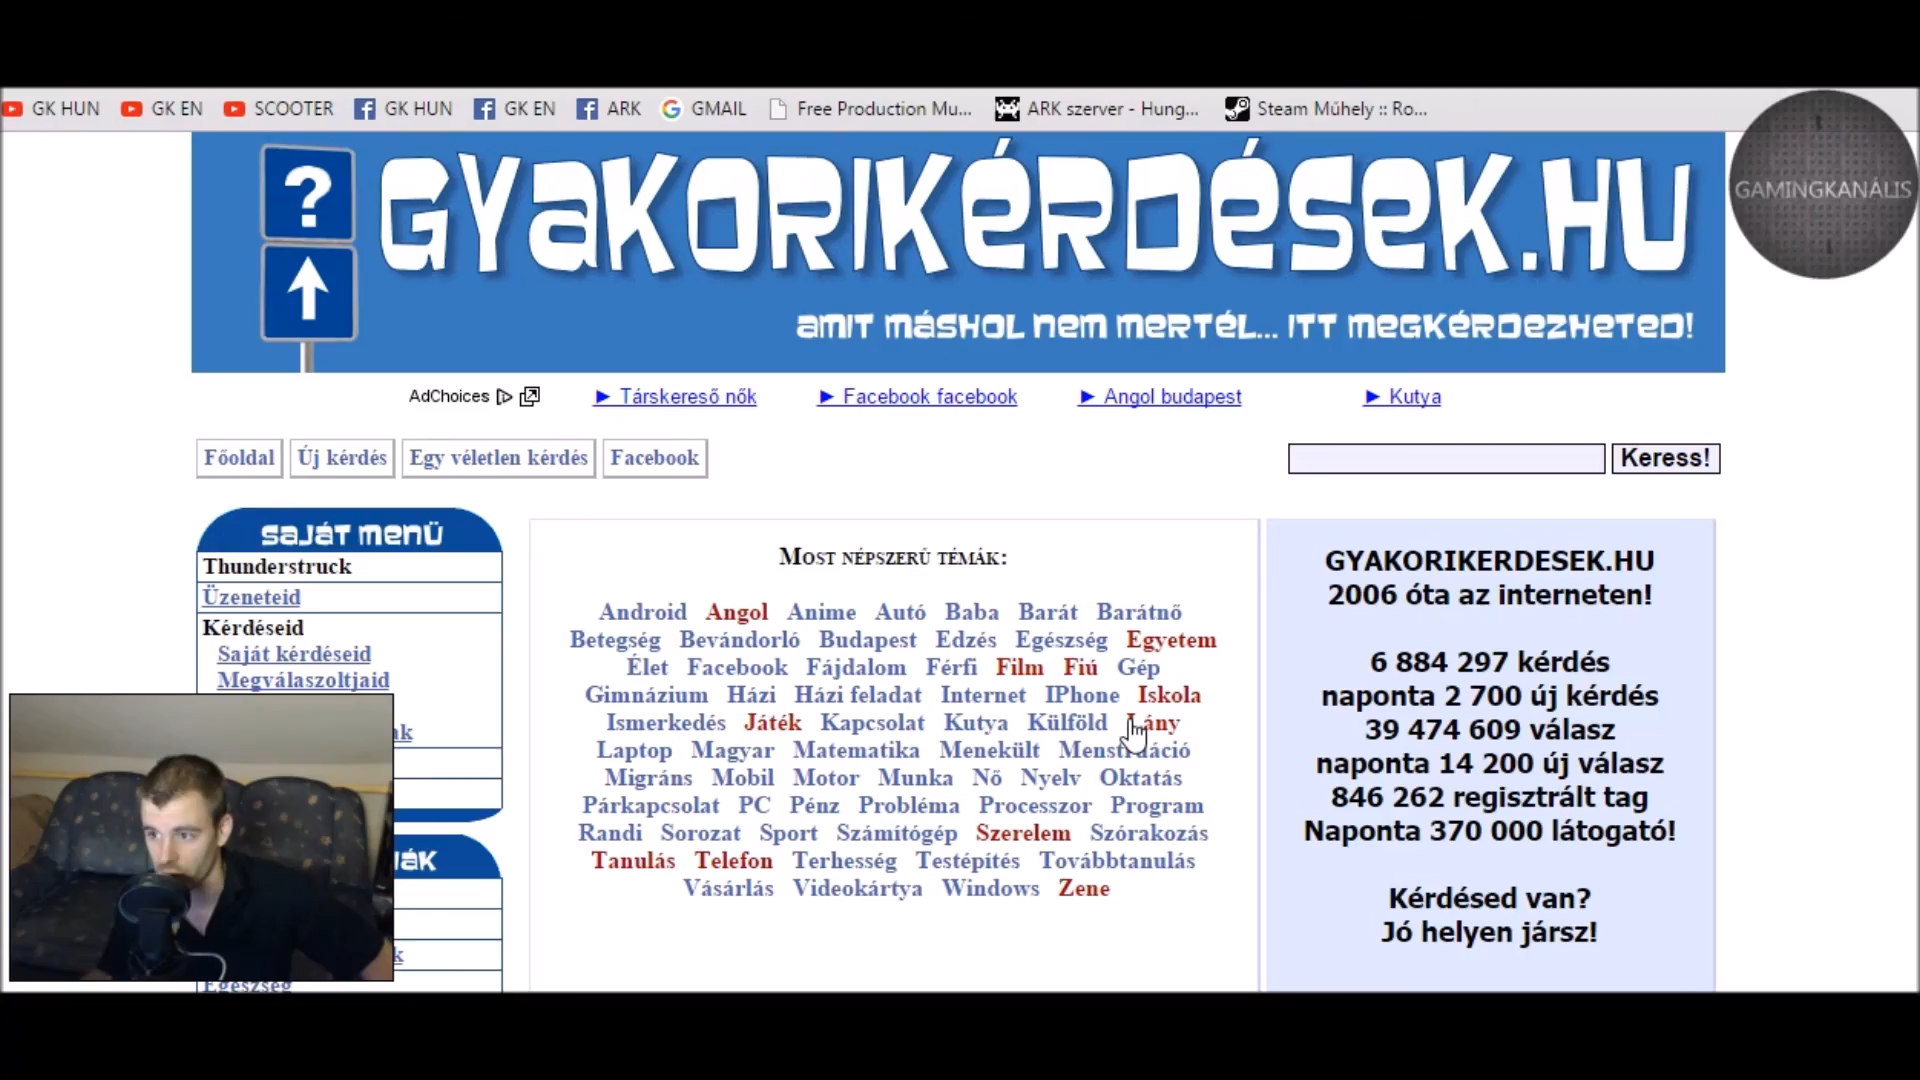 GK HUN GK EN SCOOTER GK HUN GK EN ARK GMAIL Free Production Mu... ARK szerver - Hung... Steam Műhely :: Ro...
GAMINGKANÁLIS
?
GYAKORIKÉRDÉSEK.HU
AMIT MÁSHOL NEM MERTÉL... ITT MEGKÉRDEZHETED!
AdChoices ► Társkereső nők ► Facebook facebook ► Angol budapest ► Kutya
Főoldal Új kérdés Egy véletlen kérdés Facebook Keress!
SAJÁT MENÜ
Thunderstruck
Üzeneteid
Kérdéseid
Saját kérdéseid
Megválaszoltjaid
Egészség
MOST NÉPSZERŰ TÉMÁK:
Android Angol Anime Autó Baba Barát Barátnő
Betegség Bevándorló Budapest Edzés Egészség Egyetem
Élet Facebook Fájdalom Férfi Film Fiú Gép
Gimnázium Házi Házi feladat Internet IPhone Iskola
Ismerkedés Játék Kapcsolat Kutya Külföld Lány
Laptop Magyar Matematika Menekült Menstruáció
Migráns Mobil Motor Munka Nő Nyelv Oktatás
Párkapcsolat PC Pénz Probléma Processzor Program
Randi Sorozat Sport Számítógép Szerelem Szórakozás
Tanulás Telefon Terhesség Testépítés Továbbtanulás
Vásárlás Videokártya Windows Zene
GYAKORIKERDESEK.HU
2006 óta az interneten!
6 884 297 kérdés
naponta 2 700 új kérdés
39 474 609 válasz
naponta 14 200 új válasz
846 262 regisztrált tag
Naponta 370 000 látogató!
Kérdésed van?
Jó helyen jársz!